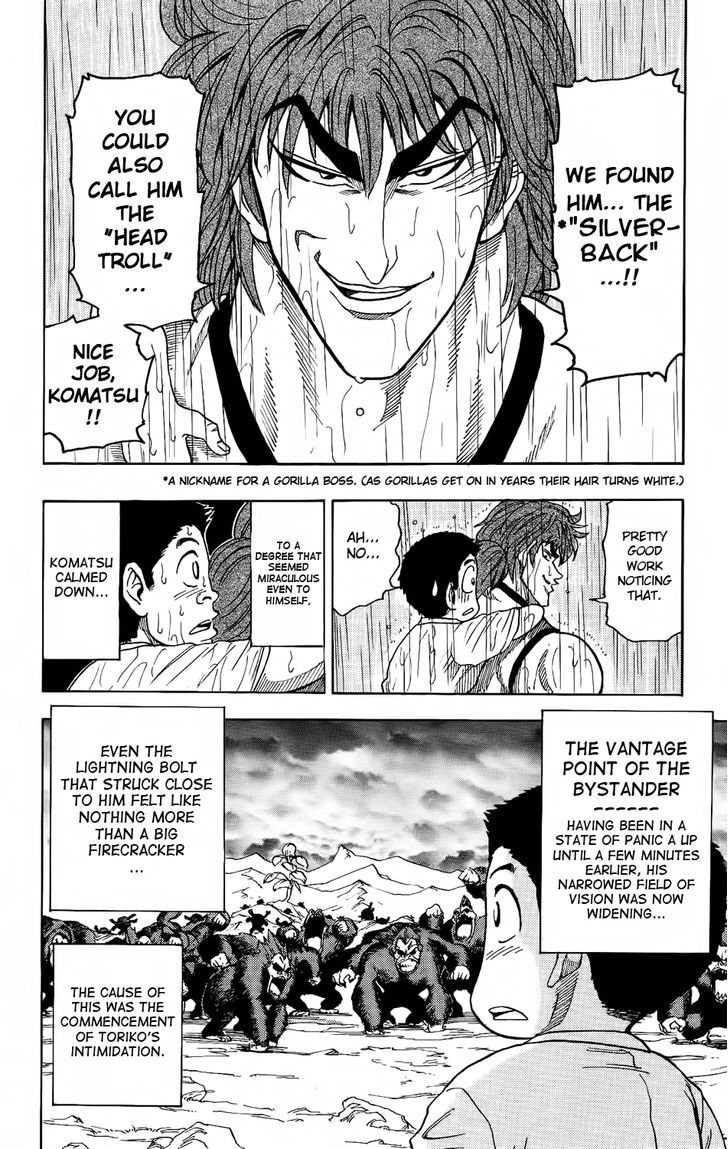 WE FOUND
HIM... THE
*"SILVER-
BACK"
...!!
YOU
COULD
ALSO
CALL HIM
THE
"HEAD
TROLL"
...
NICE
JOB,
KOMATSU
!!
*A NICKNAME FOR A GORILLA BOSS. (AS GORILLAS GET ON IN YEARS THEIR HAIR TURNS WHITE.)
PRETTY
GOOD
WORK
NOTICING
THAT.
AH...
NO...
TO A
DEGREE THAT
SEEMED
MIRACULOUS
EVEN TO
HIMSELF,
KOMATSU
CALMED
DOWN...
THE VANTAGE
POINT OF THE
BYSTANDER
------
HAVING BEEN IN A
STATE OF PANIC A UP
UNTIL A FEW MINUTES
EARLIER, HIS
NARROWED FIELD OF
VISION WAS NOW
WIDENING...
EVEN THE
LIGHTNING BOLT
THAT STRUCK CLOSE
TO HIM FELT LIKE
NOTHING MORE
THAN A BIG
FIRECRACKER
...
THE CAUSE OF
THIS WAS THE
COMMENCEMENT
OF TORIKO'S
INTIMIDATION.